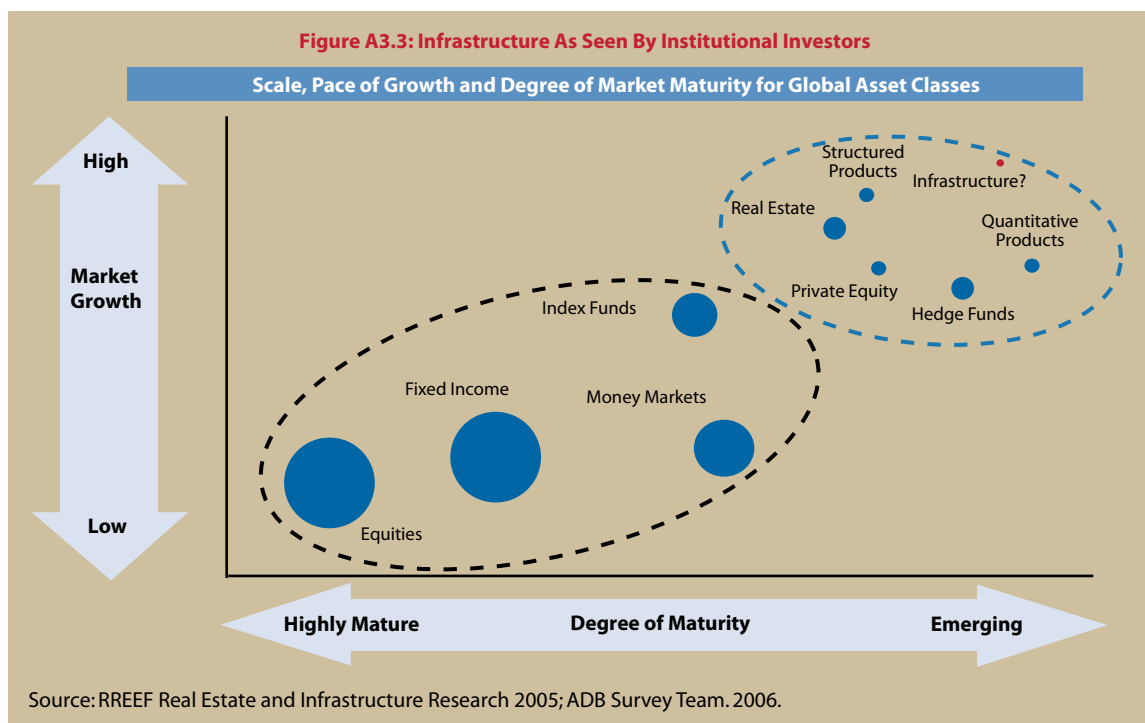 Figure A3.3: Infrastructure As Seen By Institutional Investors
Scale, Pace of Growth and Degree of Market Maturity for Global Asset Classes
High
Market
Growth
Low
Structured
Products
Infrastructure?
Real Estate
Quantitative
Products
Private Equity
Hedge Funds
Index Funds
Fixed Income
Money Markets
Equities
Highly Mature
Degree of Maturity
Emerging
Source: RREEF Real Estate and Infrastructure Research 2005; ADB Survey Team. 2006.